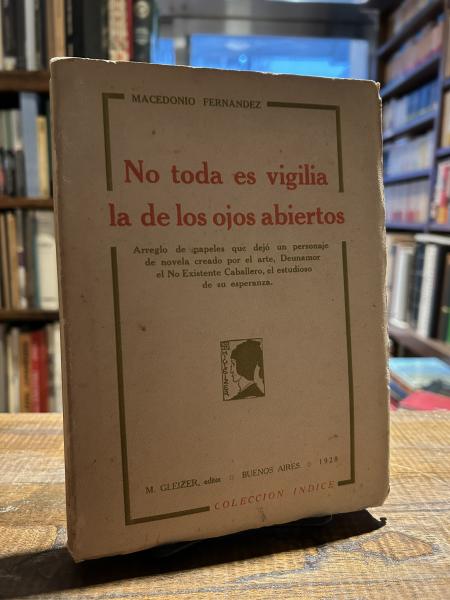 MACEDONIO FERNANDEZ
No toda es vigilia
la de los ojos abiertos
Arreglo de papeles que dejó un personaje
de novela creado por el arte, Deunamor
el No Existente Caballero, el estudioso
de su esperanza.
M. GLEIZER, editor BUENOS AIRES 1928
COLECCION INDICE